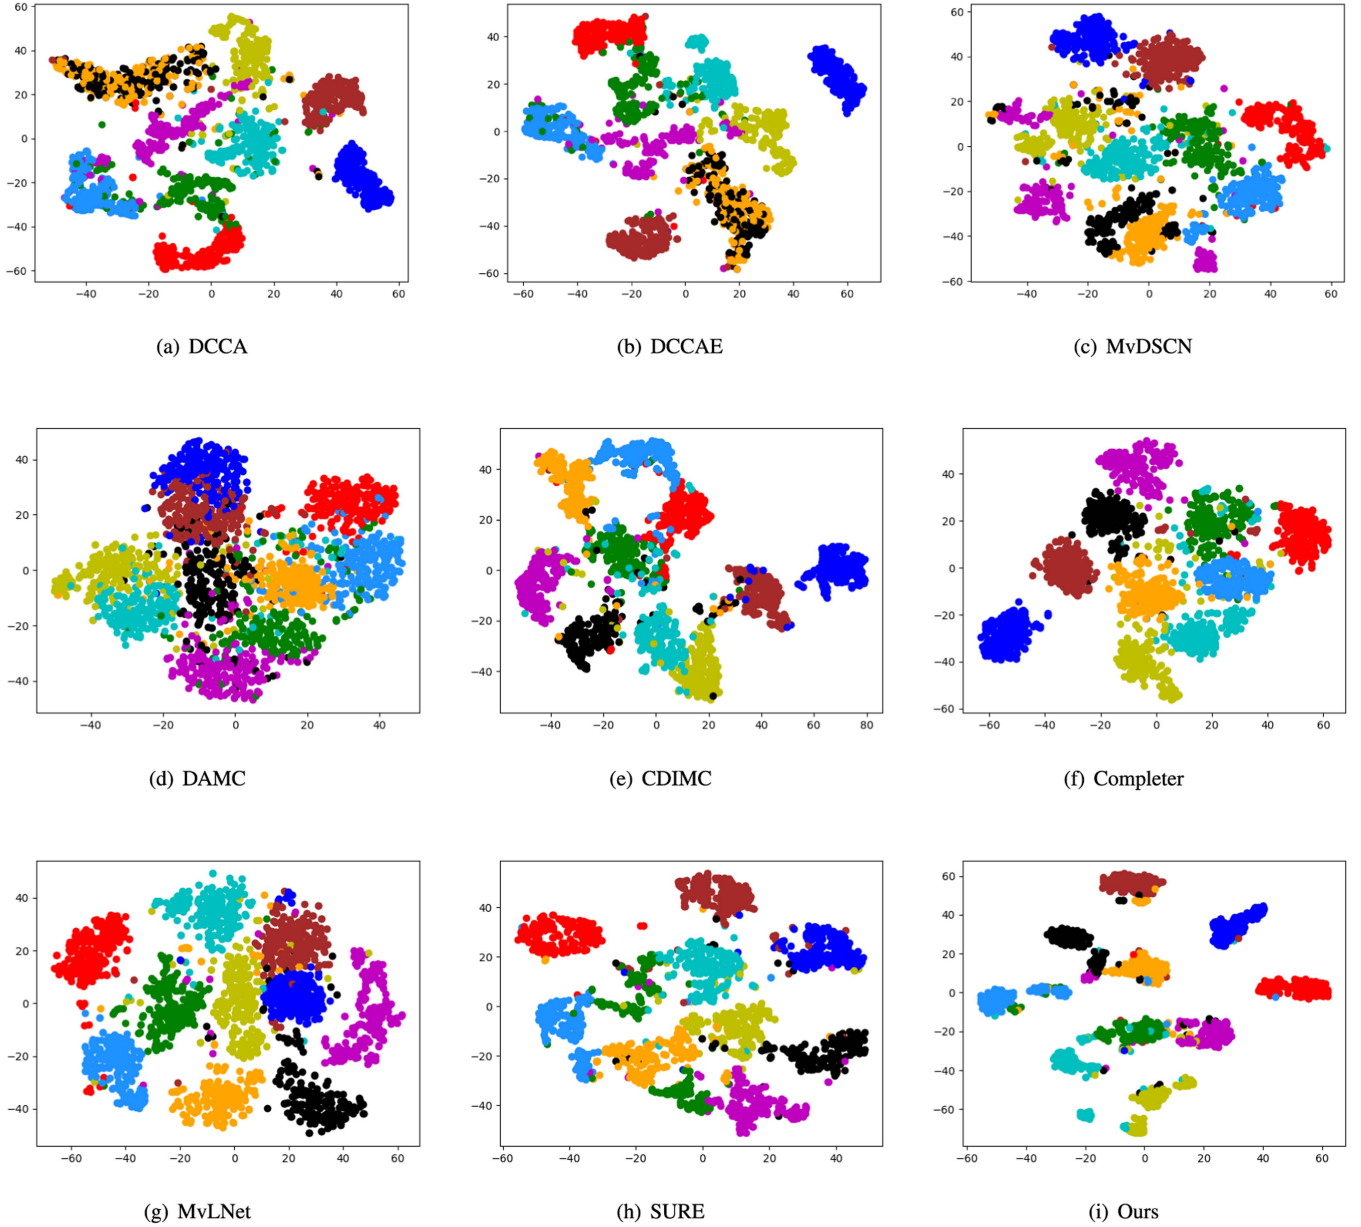 60
40
20
0
−20
−40
−60
−40 −20 0 20 40 60
(a) DCCA
40
20
0
−20
−40
−60
−60 −40 −20 0 20 40 60
(b) DCCAE
60
40
20
0
−20
−40
−60
−40 −20 0 20 40 60
(c) MvDSCN
40
20
0
−20
−40
−40 −20 0 20 40
(d) DAMC
40
20
0
−20
−40
−40 −20 0 20 40 60 80
(e) CDIMC
40
20
0
−20
−40
−60
−60 −40 −20 0 20 40 60
(f) Completer
40
20
0
−20
−40
−60 −40 −20 0 20 40 60
(g) MvLNet
40
20
0
−20
−40
−40 −20 0 20 40
(h) SURE
60
40
20
0
−20
−40
−60
−60 −40 −20 0 20 40 60
(i) Ours